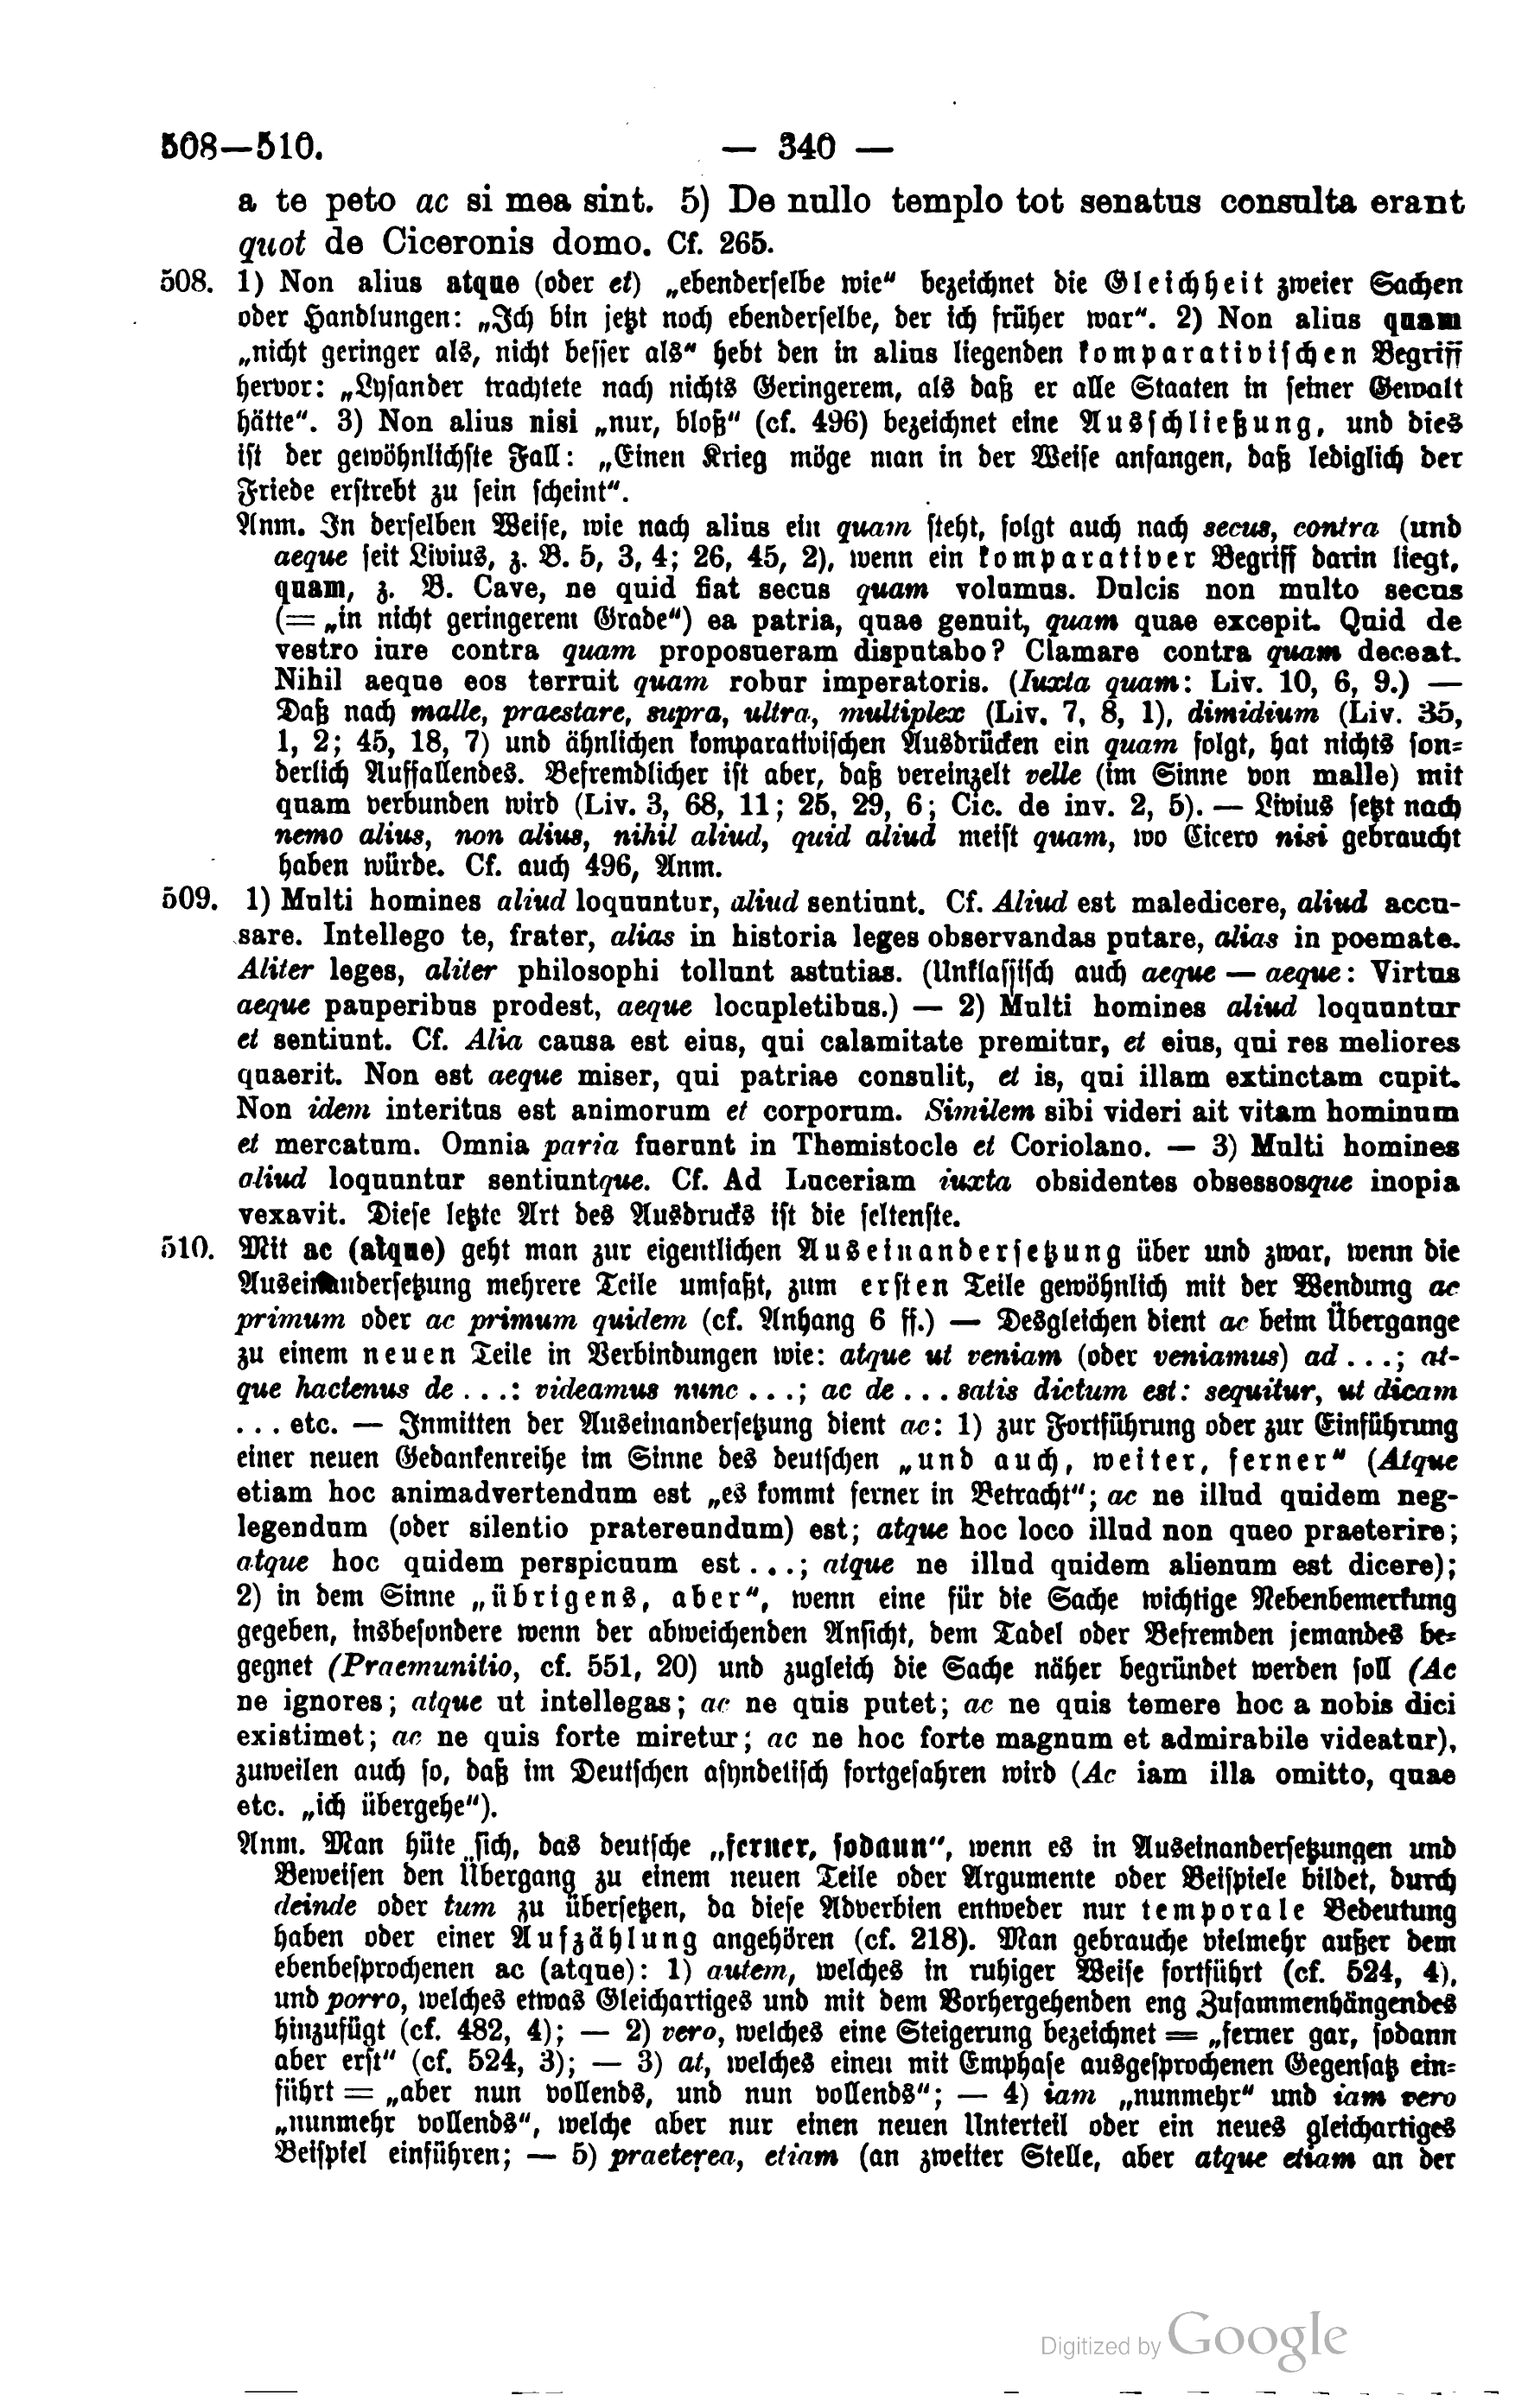 508—510.
— 340 —
a te peto ac si mea sint. 5) De nullo templo tot senatus consulta erant
quot de Ciceronis domo. Cf. 265.
508. 1) Non alius atque (oder et) „ebenderselbe wie“ bezeichnet die Gleichheit zweier Sachen
oder Handlungen: „Ich bin jetzt noch ebenderselbe, der ich früher war“. 2) Non alius quam
„nicht geringer als, nicht besser als“ hebt den in alius liegenden komparativischen Begriff
hervor: „Lysander trachtete nach nichts Geringerem, als daß er alle Staaten in seiner Gewalt
hätte“. 3) Non alius nisi „nur, bloß“ (cf. 496) bezeichnet eine Ausschließung, und dies
ist der gewöhnlichste Fall: „Einen Krieg möge man in der Weise anfangen, daß lediglich der
Friede erstrebt zu sein scheint“.
Anm. In derselben Weise, wie nach alius ein quam steht, folgt auch nach secus, contra (und
aeque seit Livius, z. B. 5, 3, 4; 26, 45, 2), wenn ein komparativer Begriff darin liegt,
quam, z. B. Cave, ne quid fiat secus quam volumus. Dulcis non multo secus
(= „in nicht geringerem Grade“) ea patria, quae genuit, quam quae excepit. Quid de
vestro iure contra quam proposueram disputabo? Clamare contra quam deceat.
Nihil aeque eos terruit quam robur imperatoris. (Iuxta quam: Liv. 10, 6, 9.) —
Daß nach malle, praestare, supra, ultra, multiplex (Liv. 7, 8, 1), dimidium (Liv. 35,
1, 2; 45, 18, 7) und ähnlichen komparativischen Ausdrücken ein quam folgt, hat nichts son-
derlich Auffallendes. Befremdlicher ist aber, daß vereinzelt velle (im Sinne von malle) mit
quam verbunden wird (Liv. 3, 68, 11; 25, 29, 6; Cic. de inv. 2, 5). — Livius setzt nach
nemo alius, non alius, nihil aliud, quid aliud meist quam, wo Cicero nisi gebraucht
haben würde. Cf. auch 496, Anm.
509. 1) Multi homines aliud loquuntur, aliud sentiunt. Cf. Aliud est maledicere, aliud accu-
sare. Intellego te, frater, alias in historia leges observandas putare, alias in poemate.
Aliter leges, aliter philosophi tollunt astutias. (Unklassisch auch aeque — aeque: Virtus
aeque pauperibus prodest, aeque locupletibus.) — 2) Multi homines aliud loquuntur
et sentiunt. Cf. Alia causa est eius, qui calamitate premitur, et eius, qui res meliores
quaerit. Non est aeque miser, qui patriae consulit, et is, qui illam extinctam cupit.
Non idem interitus est animorum et corporum. Similem sibi videri ait vitam hominum
et mercatum. Omnia paria fuerunt in Themistocle et Coriolano. — 3) Multi homines
aliud loquuntur sentiuntque. Cf. Ad Luceriam iuxta obsidentes obsessosque inopia
vexavit. Diese letzte Art des Ausdrucks ist die seltenste.
510. Mit ac (atque) geht man zur eigentlichen Auseinandersetzung über und zwar, wenn die
Auseinandersetzung mehrere Teile umfaßt, zum ersten Teile gewöhnlich mit der Wendung ac
primum oder ac primum quidem (cf. Anhang 6 ff.) — Desgleichen dient ac beim Übergange
zu einem neuen Teile in Verbindungen wie: atque ut veniam (oder veniamus) ad ...; at-
que hactenus de ...: videamus nunc ...; ac de ... satis dictum est: sequitur, ut dicam
... etc. — Inmitten der Auseinandersetzung dient ac: 1) zur Fortführung oder zur Einführung
einer neuen Gedankenreihe im Sinne des deutschen „und auch, weiter, ferner“ (Atque
etiam hoc animadvertendum est „es kommt ferner in Betracht“; ac ne illud quidem neg-
legendum (oder silentio pratereundum) est; atque hoc loco illud non queo praeterire;
atque hoc quidem perspicuum est ...; atque ne illud quidem alienum est dicere);
2) in dem Sinne „übrigens, aber“, wenn eine für die Sache wichtige Nebenbemerkung
gegeben, insbesondere wenn der abweichenden Ansicht, dem Tadel oder Befremden jemandes be-
gegnet (Praemunitio, cf. 551, 20) und zugleich die Sache näher begründet werden soll (Ac
ne ignores; atque ut intellegas; ac ne quis putet; ac ne quis temere hoc a nobis dici
existimet; ac ne quis forte miretur; ac ne hoc forte magnum et admirabile videatur),
zuweilen auch so, daß im Deutschen asyndetisch fortgefahren wird (Ac iam illa omitto, quae
etc. „ich übergehe“).
Anm. Man hüte sich, das deutsche „ferner, sodann“, wenn es in Auseinandersetzungen und
Beweisen den Übergang zu einem neuen Teile oder Argumente oder Beispiele bildet, durch
deinde oder tum zu übersetzen, da diese Adverbien entweder nur temporale Bedeutung
haben oder einer Aufzählung angehören (cf. 218). Man gebrauche vielmehr außer dem
ebenbesprochenen ac (atque): 1) autem, welches in ruhiger Weise fortführt (cf. 524, 4),
und porro, welches etwas Gleichartiges und mit dem Vorhergehenden eng Zusammenhängendes
hinzufügt (cf. 482, 4); — 2) vero, welches eine Steigerung bezeichnet = „ferner gar, sodann
aber erst“ (cf. 524, 3); — 3) at, welches einen mit Emphase ausgesprochenen Gegensatz ein-
führt = „aber nun vollends, und nun vollends“; — 4) iam „nunmehr“ und iam vero
„nunmehr vollends“, welche aber nur einen neuen Unterteil oder ein neues gleichartiges
Beispiel einführen; — 5) praeterea, etiam (an zweiter Stelle, aber atque etiam an der
Digitized by Google